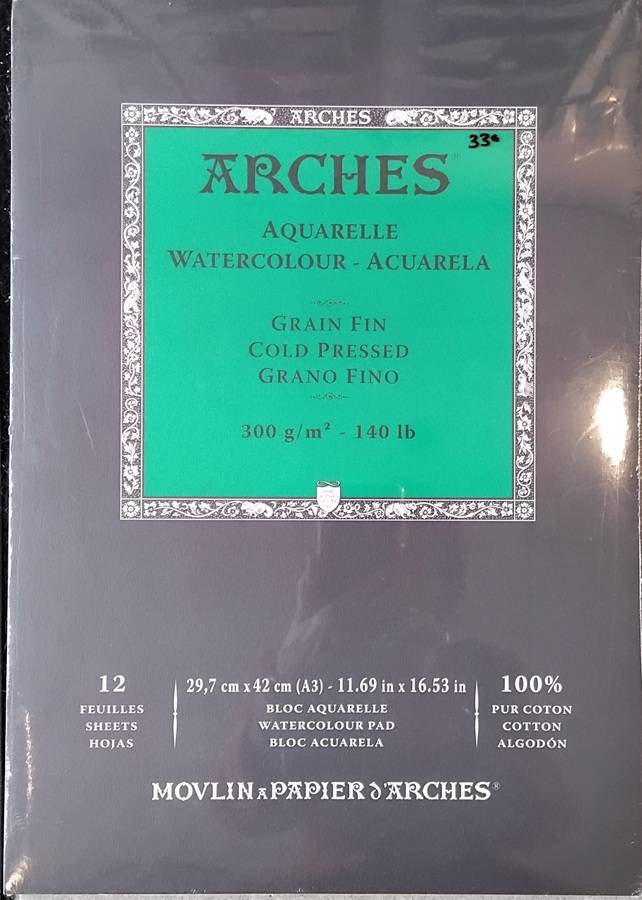 ARCHES
33€
ARCHES®
AQUARELLE
WATERCOLOUR - ACUARELA
GRAIN FIN
COLD PRESSED
GRANO FINO
300 g/m² - 140 lb
12
FEUILLES
SHEETS
HOJAS
29,7 cm x 42 cm (A3) - 11.69 in x 16.53 in
BLOC AQUARELLE
WATERCOLOUR PAD
BLOC ACUARELA
100%
PUR COTON
COTTON
ALGODÓN
MOVLIN A PAPIER D'ARCHES®